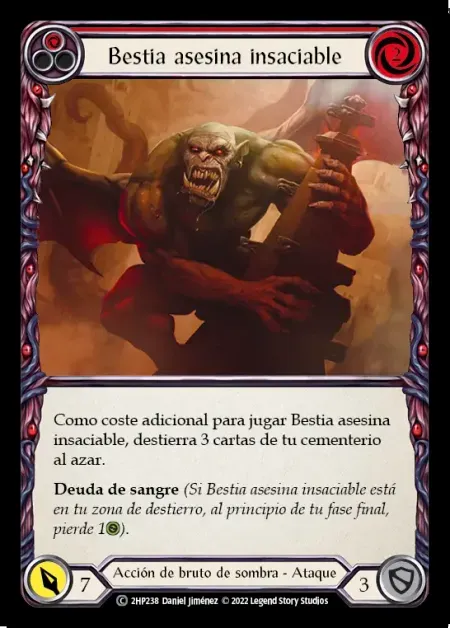 Bestia asesina insaciable
2
Como coste adicional para jugar Bestia asesina
insaciable, destierra 3 cartas de tu cementerio
al azar.
Deuda de sangre (Si Bestia asesina insaciable está
en tu zona de destierro, al principio de tu fase final,
pierde 1).
7
Acción de bruto de sombra - Ataque
3
C 2HP238 Daniel Jiménez © 2022 Legend Story Studios